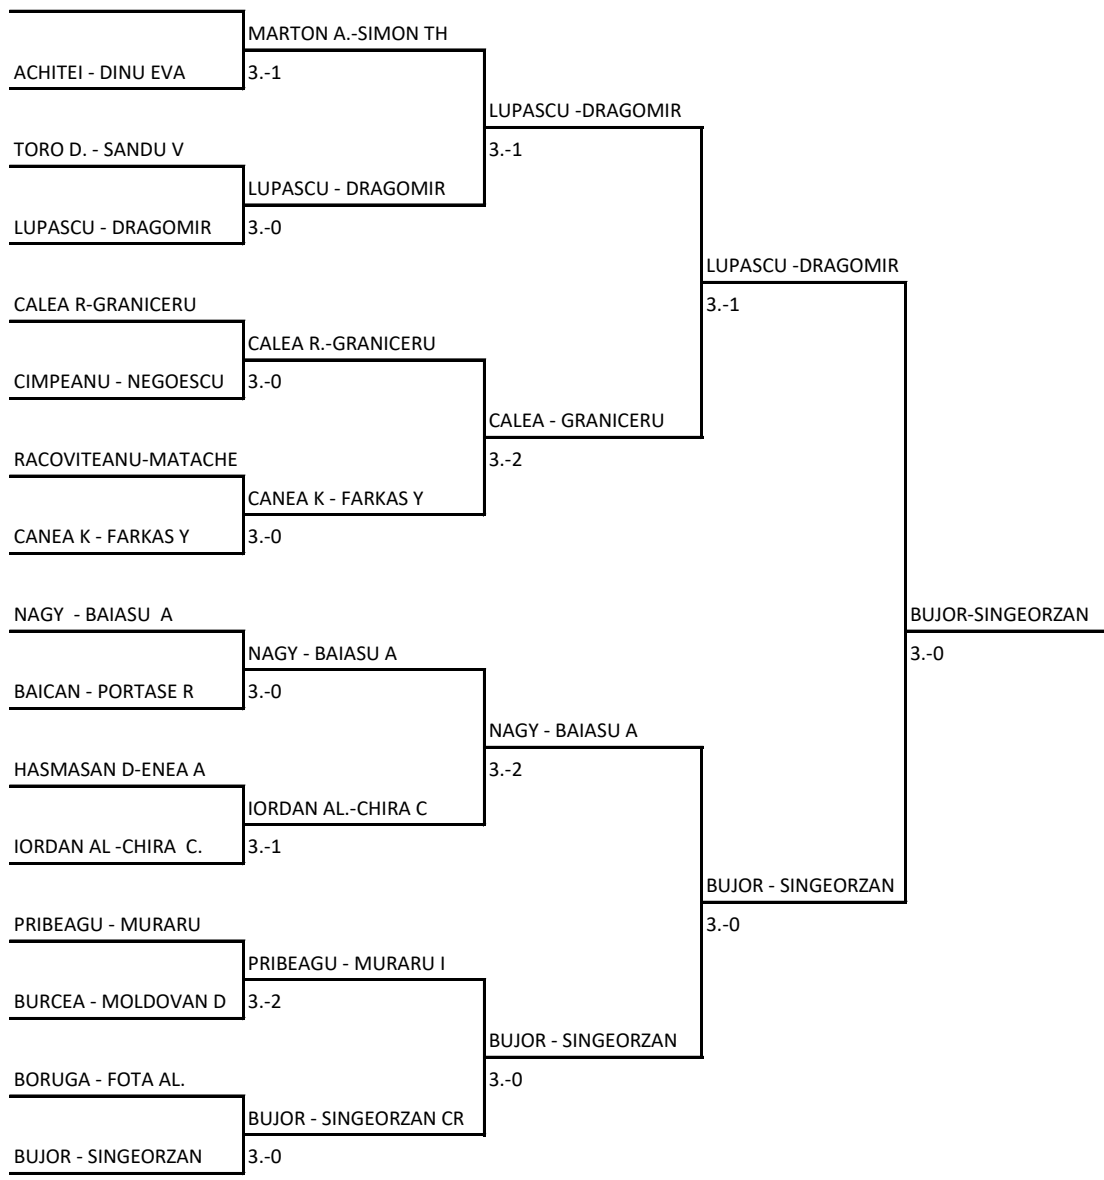 MARTON A.-SIMON TH
ACHITEI - DINU EVA
3.-1
LUPASCU -DRAGOMIR
TORO D. - SANDU V
3.-1
LUPASCU - DRAGOMIR
LUPASCU - DRAGOMIR
3.-0
LUPASCU -DRAGOMIR
CALEA R-GRANICERU
3.-1
CALEA R.-GRANICERU
CIMPEANU - NEGOESCU
3.-0
CALEA - GRANICERU
RACOVITEANU-MATACHE
3.-2
CANEA K - FARKAS Y
CANEA K - FARKAS Y
3.-0
NAGY  - BAIASU  A
BUJOR-SINGEORZAN
NAGY - BAIASU A
3.-0
BAICAN - PORTASE R
3.-0
NAGY - BAIASU A
HASMASAN D-ENEA A
3.-2
IORDAN AL.-CHIRA C
IORDAN AL -CHIRA  C.
3.-1
BUJOR - SINGEORZAN
PRIBEAGU - MURARU
3.-0
PRIBEAGU - MURARU I
BURCEA - MOLDOVAN D
3.-2
BUJOR - SINGEORZAN
BORUGA - FOTA AL.
3.-0
BUJOR - SINGEORZAN CR
BUJOR - SINGEORZAN
3.-0